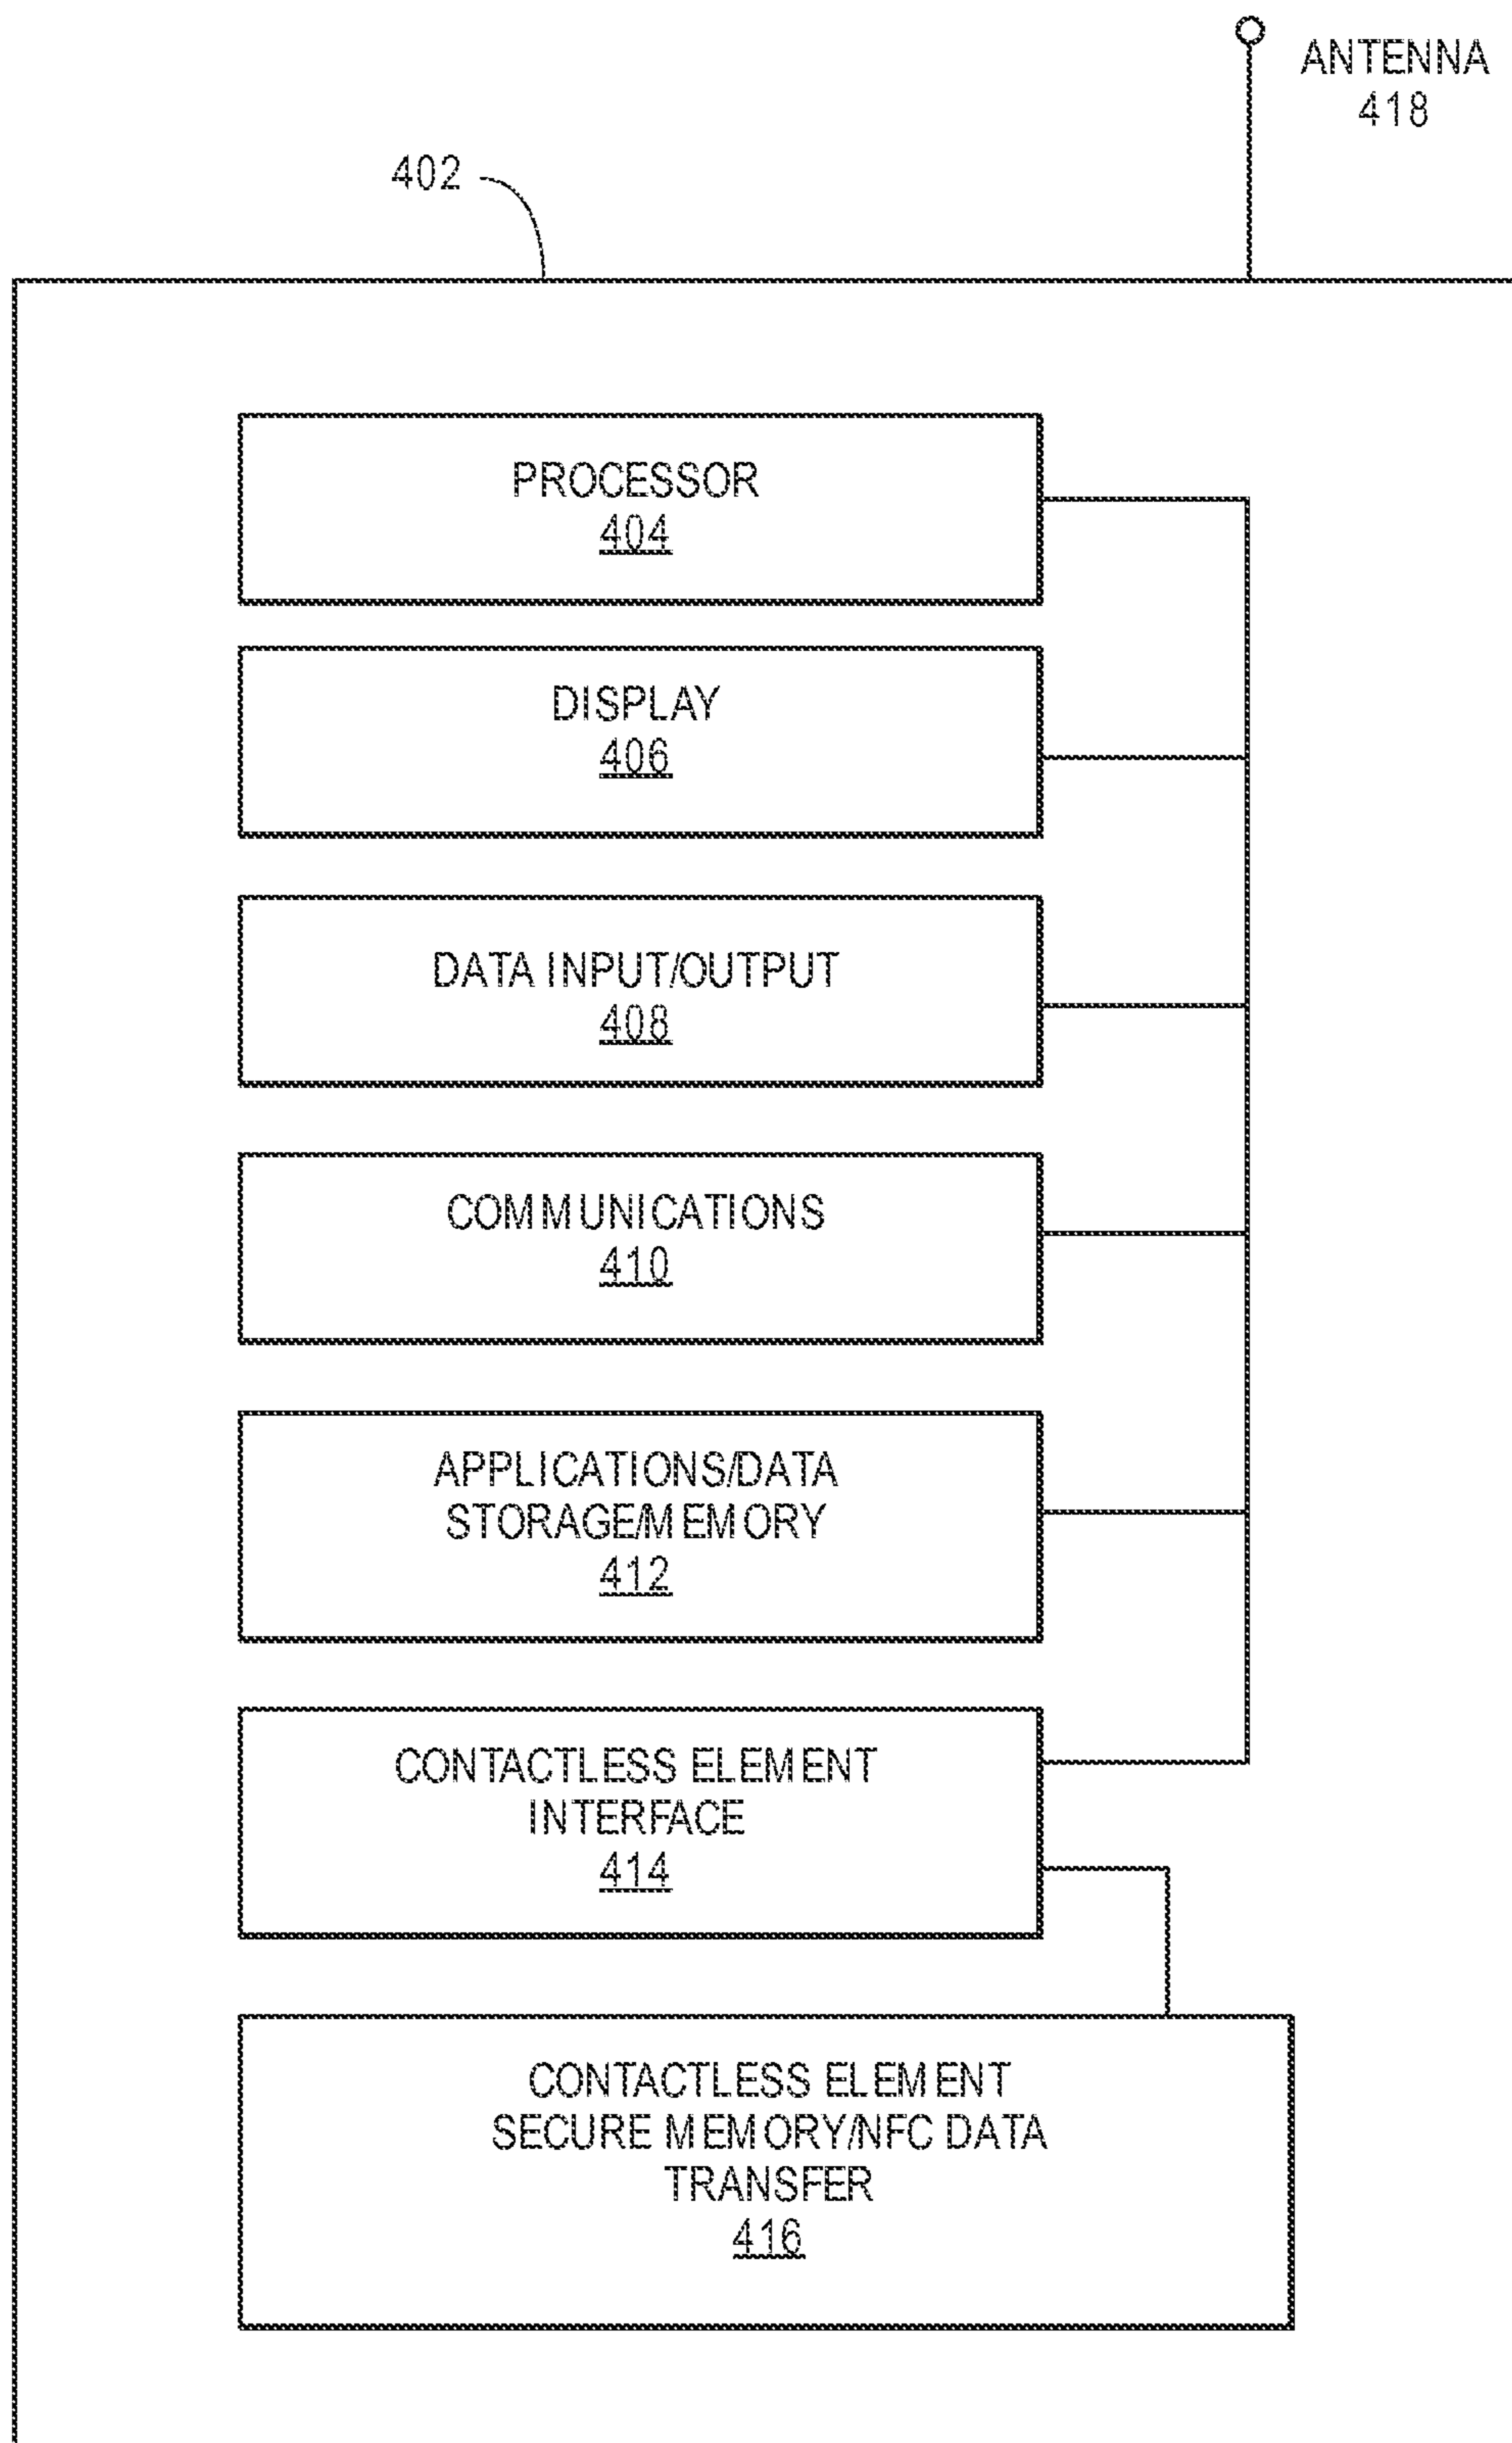 ANTENNA
418
402
PROCESSOR
404
DISPLAY
406
DATA INPUT/OUTPUT
408
COMMUNICATIONS
410
APPLICATIONS/DATA
STORAGE/MEMORY
412
CONTACTLESS ELEMENT
INTERFACE
414
CONTACTLESS ELEMENT
SECURE MEMORY/NFC DATA
TRANSFER
416